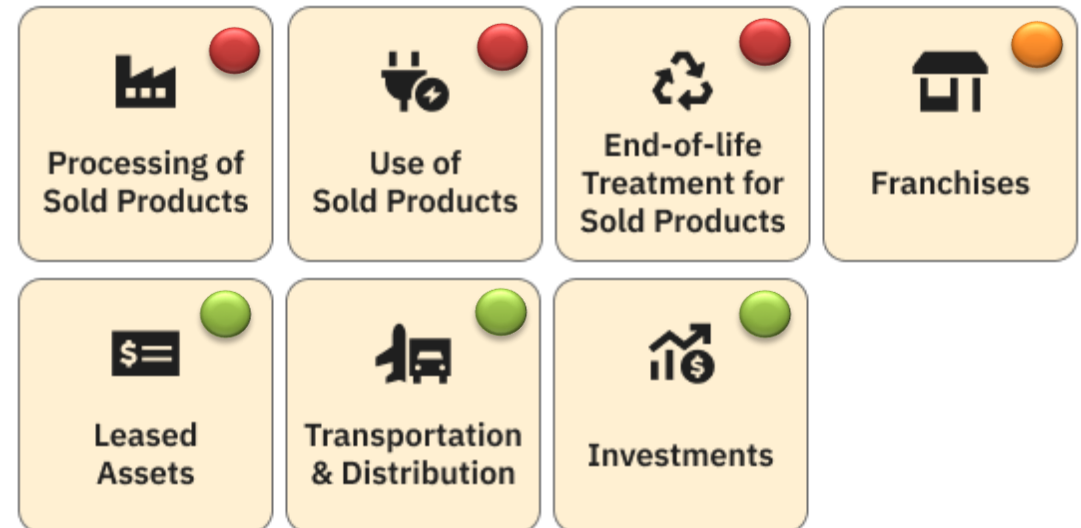 Processing of
Sold Products
Use of
Sold Products
End-of-life
Treatment for
Sold Products
Franchises
$
Leased
Assets
Transportation
& Distribution
$
Investments